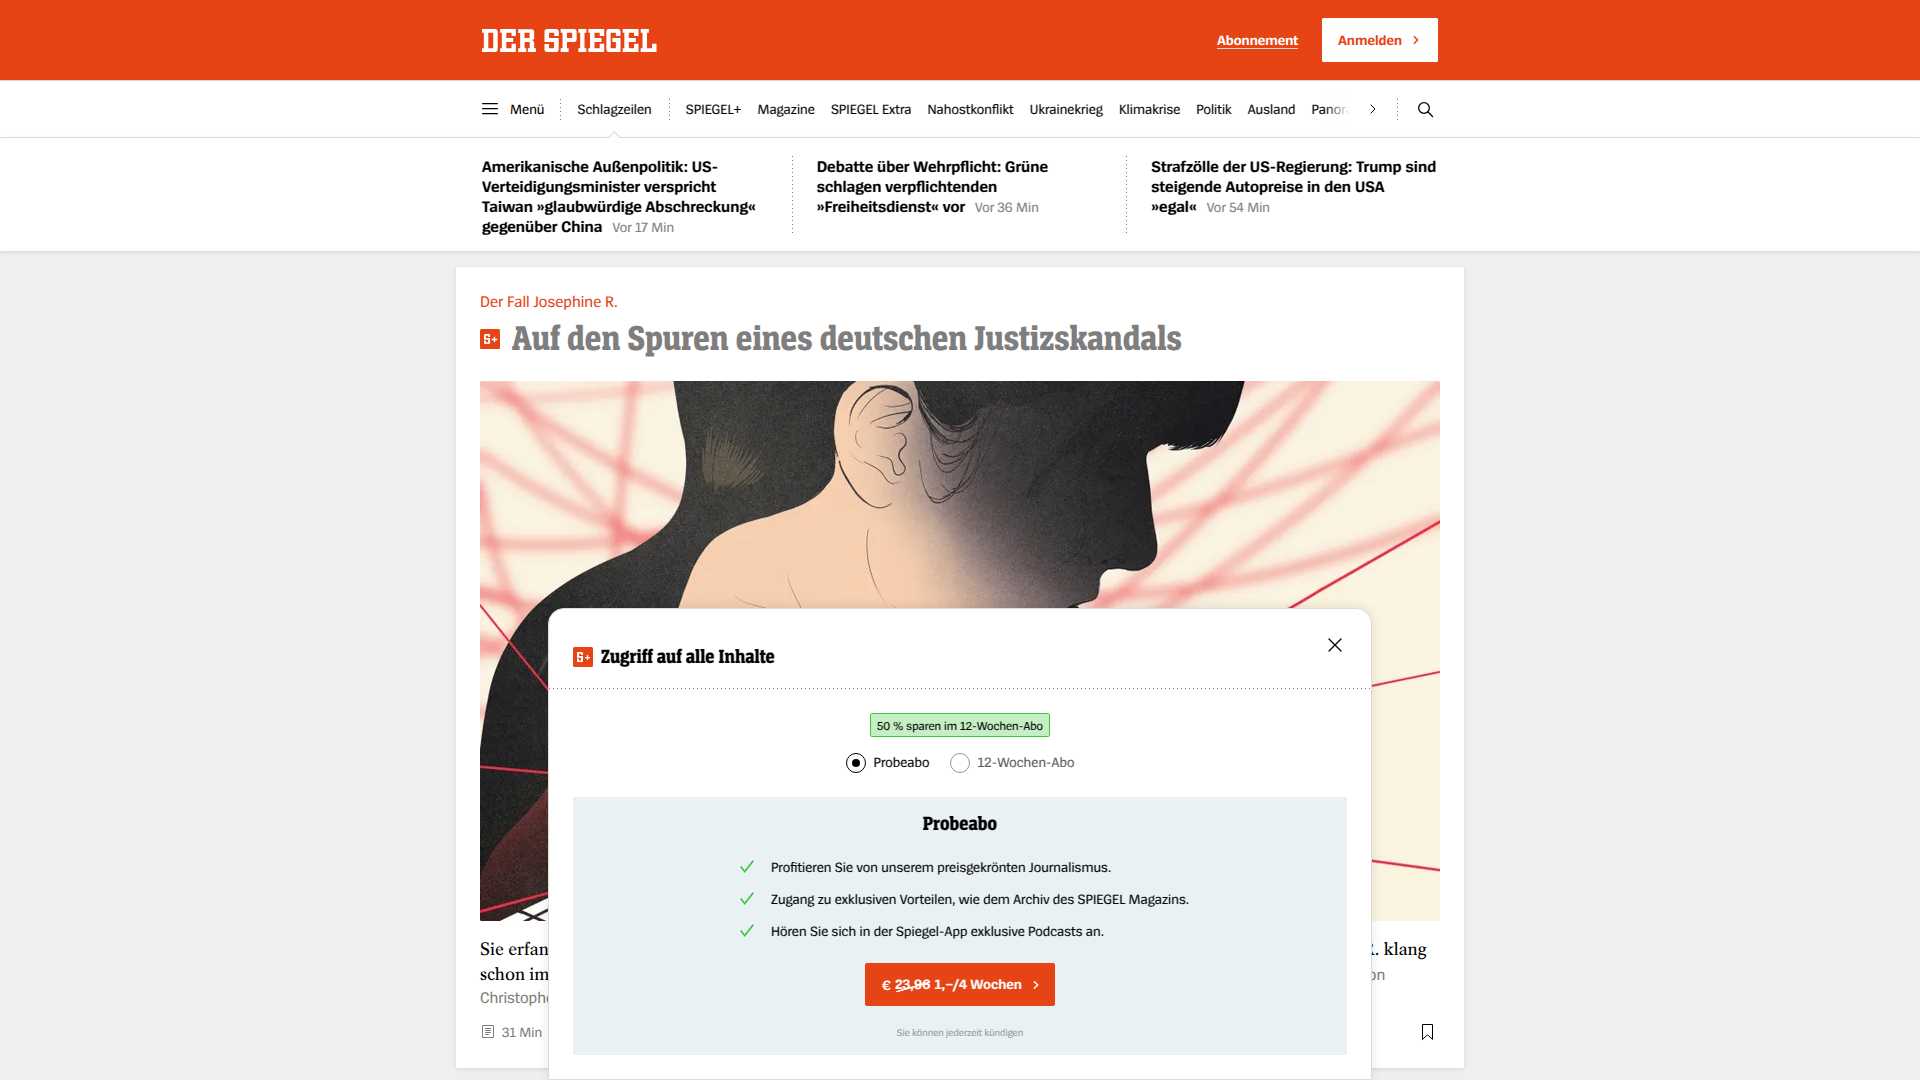 DER SPIEGEL
Abonnement
Anmelden
Menü
Schlagzeilen
SPIEGEL+
Magazine
SPIEGEL Extra
Nahostkonflikt
Ukrainekrieg
Klimakrise
Politik
Ausland
Amerikanische Außenpolitik: US-
Verteidigungsminister verspricht
Taiwan »glaubwürdige Abschreckung«
gegenüber China Vor 17 Min
Debatte über Wehrpflicht: Grüne
schlagen verpflichtenden
»Freiheitsdienst« vor Vor 36 Min
Strafzölle der US-Regierung: Trump sind
steigende Autopreise in den USA
»egal« Vor 54 Min
Der Fall Josephine R.
S+ Auf den Spuren eines deutschen Justizskandals
S+ Zugriff auf alle Inhalte
50 % sparen im 12-Wochen-Abo
Probeabo
12-Wochen-Abo
Probeabo
Profitieren Sie von unserem preisgekrönten Journalismus.
Zugang zu exklusiven Vorteilen, wie dem Archiv des SPIEGEL Magazins.
Hören Sie sich in der Spiegel-App exklusive Podcasts an.
€ 23,96 1,–/4 Wochen
Sie können jederzeit kündigen
Sie erfan
klang
schon im
Christoph
31 Min